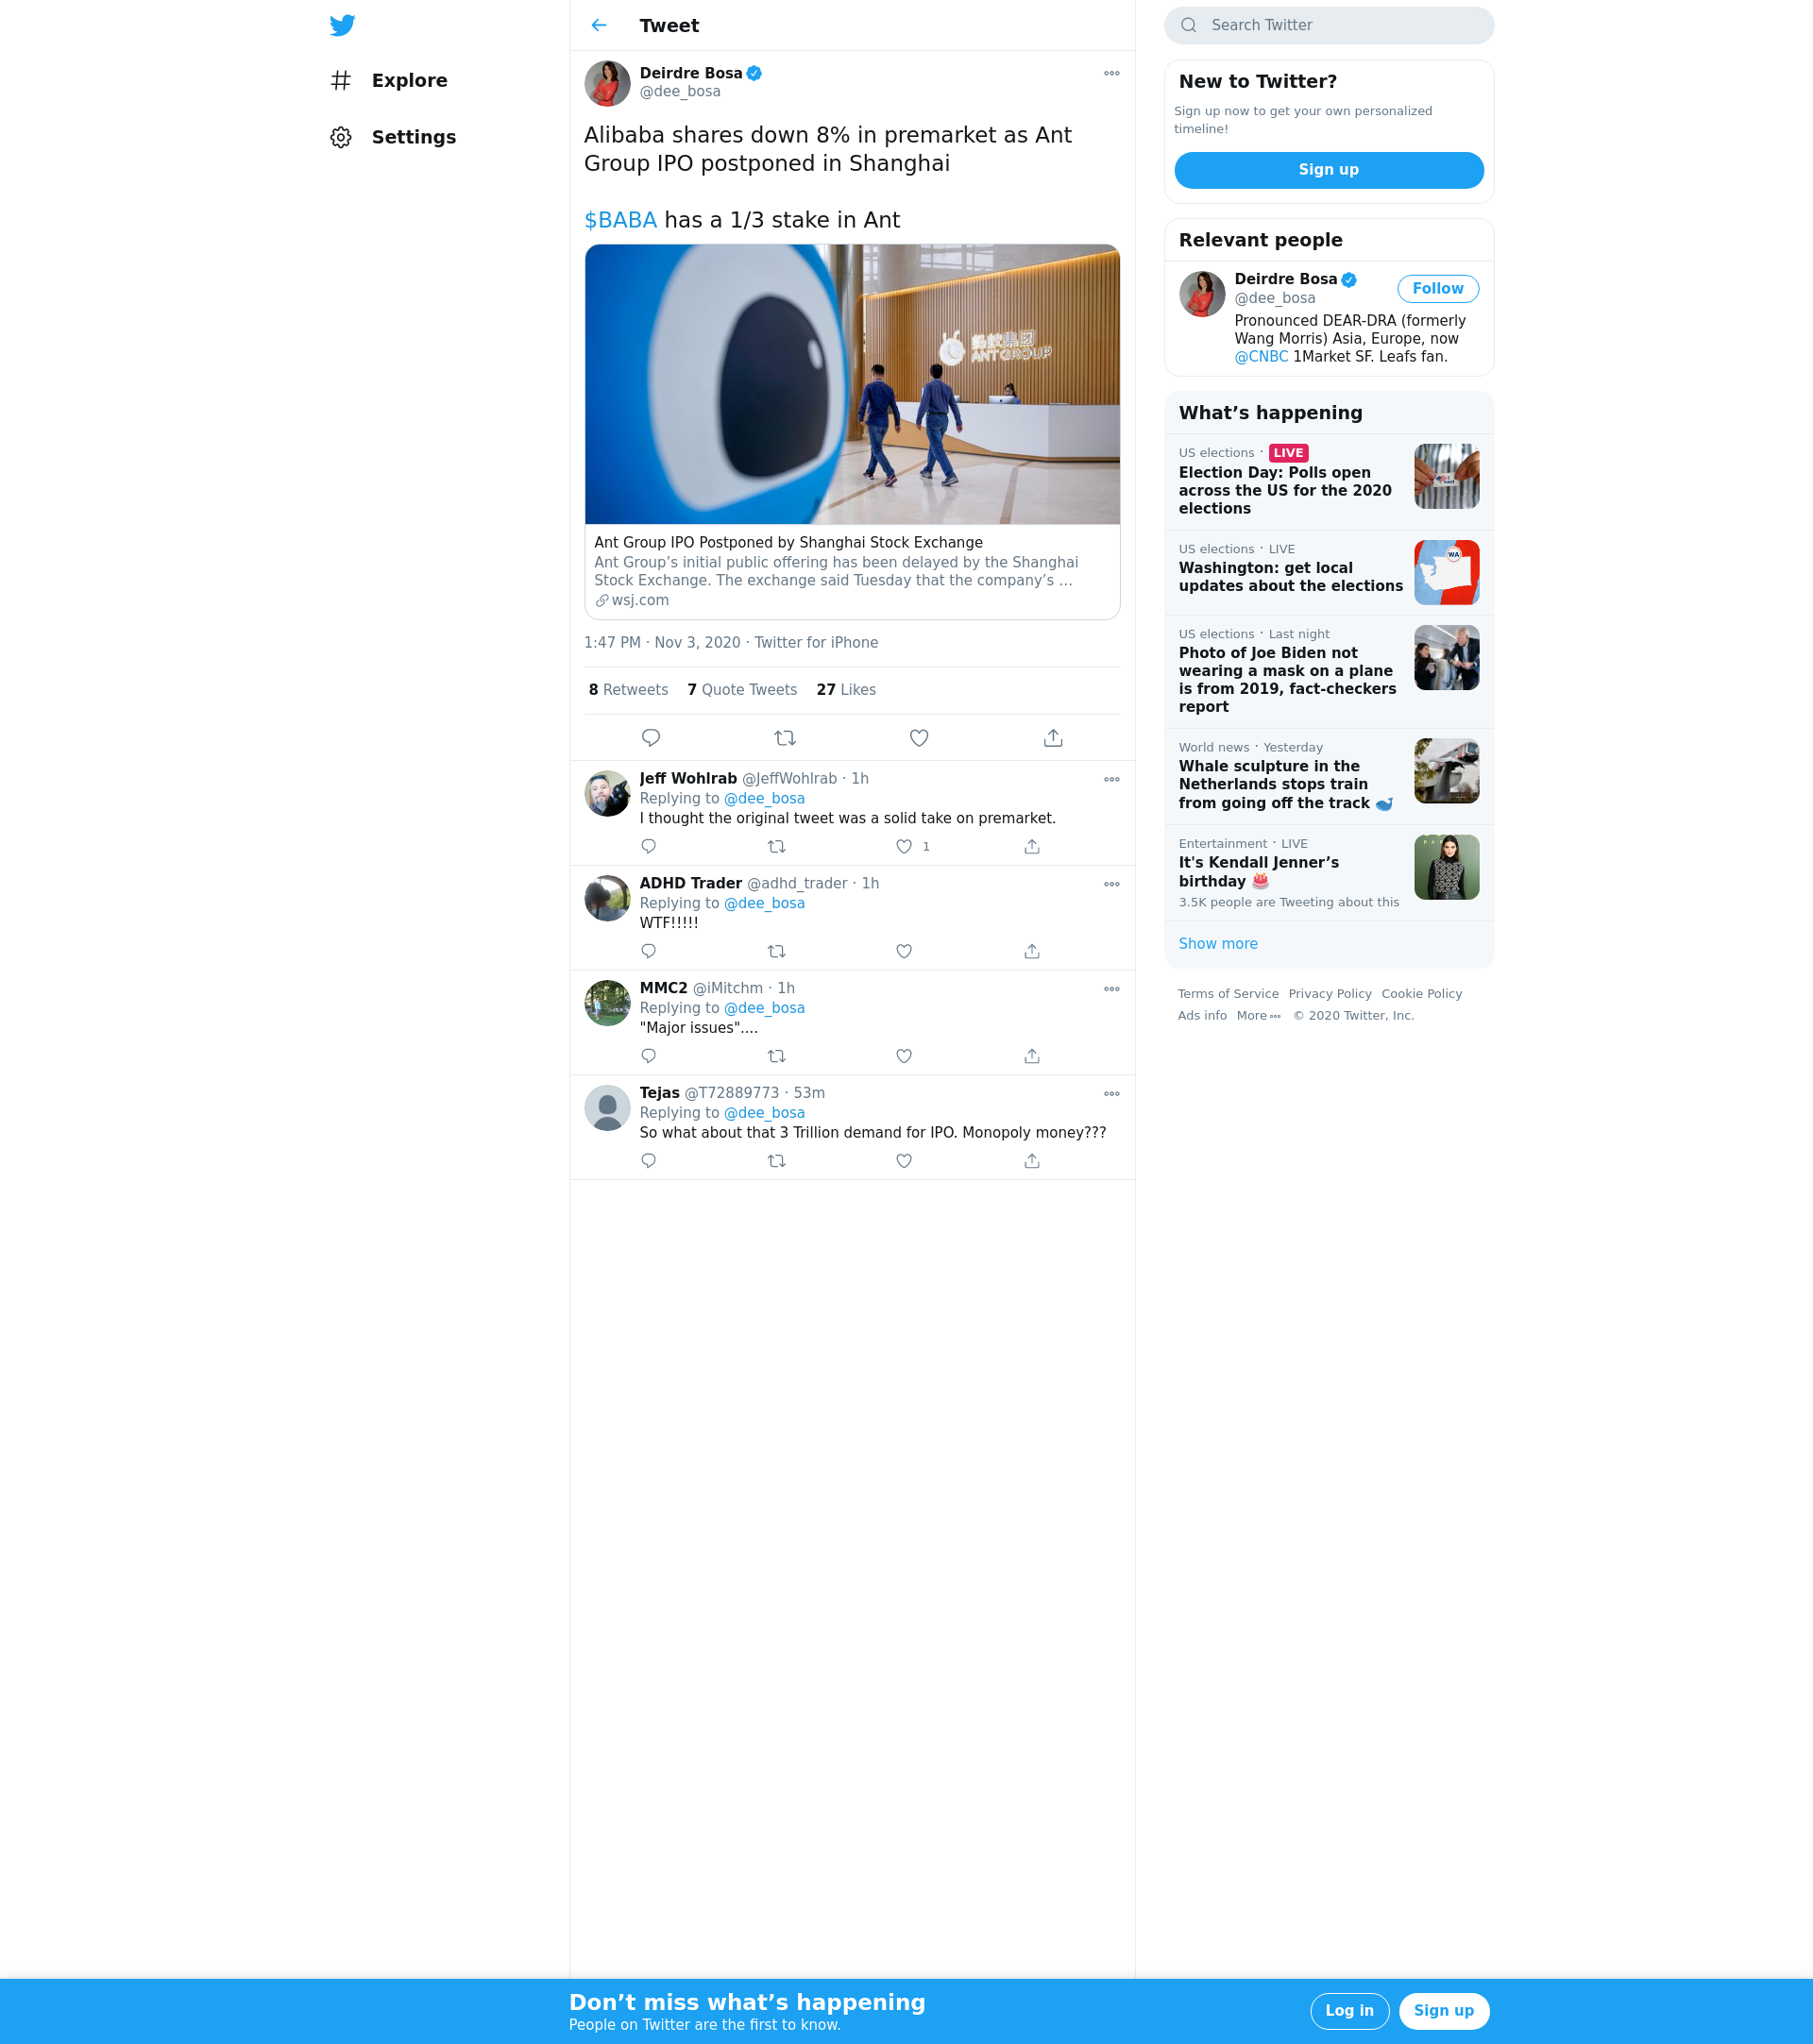 Explore
Settings
Tweet
Deirdre Bosa
@dee_bosa
Alibaba shares down 8% in premarket as Ant
Group IPO postponed in Shanghai
$BABA has a 1/3 stake in Ant
蚂蚁集团
ANT GROUP
Ant Group IPO Postponed by Shanghai Stock Exchange
Ant Group’s initial public offering has been delayed by the Shanghai
Stock Exchange. The exchange said Tuesday that the company’s …
wsj.com
1:47 PM · Nov 3, 2020 · Twitter for iPhone
8 Retweets 7 Quote Tweets 27 Likes
Jeff Wohlrab @JeffWohlrab · 1h
Replying to @dee_bosa
I thought the original tweet was a solid take on premarket.
1
ADHD Trader @adhd_trader · 1h
Replying to @dee_bosa
WTF!!!!!
MMC2 @iMitchm · 1h
Replying to @dee_bosa
"Major issues"....
Tejas @T72889773 · 53m
Replying to @dee_bosa
So what about that 3 Trillion demand for IPO. Monopoly money???
Search Twitter
New to Twitter?
Sign up now to get your own personalized
timeline!
Sign up
Relevant people
Deirdre Bosa
@dee_bosa
Follow
Pronounced DEAR-DRA (formerly
Wang Morris) Asia, Europe, now
@CNBC 1Market SF. Leafs fan.
What’s happening
US elections · LIVE
Election Day: Polls open
across the US for the 2020
elections
US elections · LIVE
Washington: get local
updates about the elections
WA
US elections · Last night
Photo of Joe Biden not
wearing a mask on a plane
is from 2019, fact-checkers
report
World news · Yesterday
Whale sculpture in the
Netherlands stops train
from going off the track 🐋
Entertainment · LIVE
It's Kendall Jenner’s
birthday 🎂
3.5K people are Tweeting about this
Show more
Terms of Service Privacy Policy Cookie Policy
Ads info More © 2020 Twitter, Inc.
Don’t miss what’s happening
People on Twitter are the first to know.
Log in
Sign up